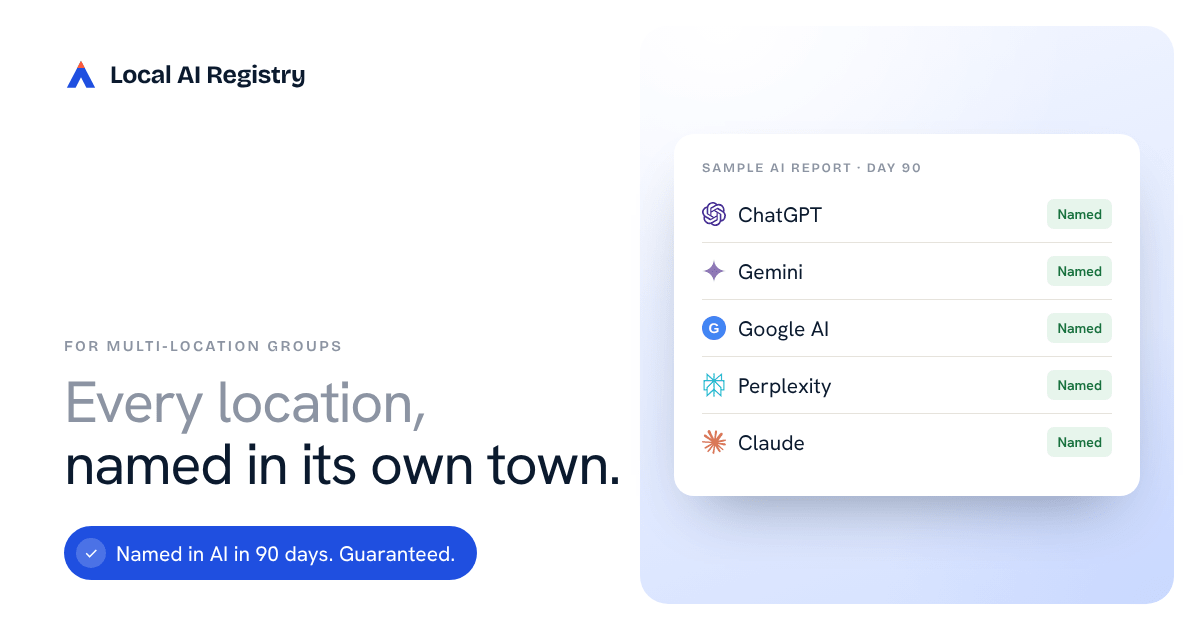 Local AI Registry
FOR MULTI-LOCATION GROUPS
Every location,
named in its own town.
Named in AI in 90 days. Guaranteed.
SAMPLE AI REPORT · DAY 90
ChatGPT Named
Gemini Named
G Google AI Named
Perplexity Named
Claude Named